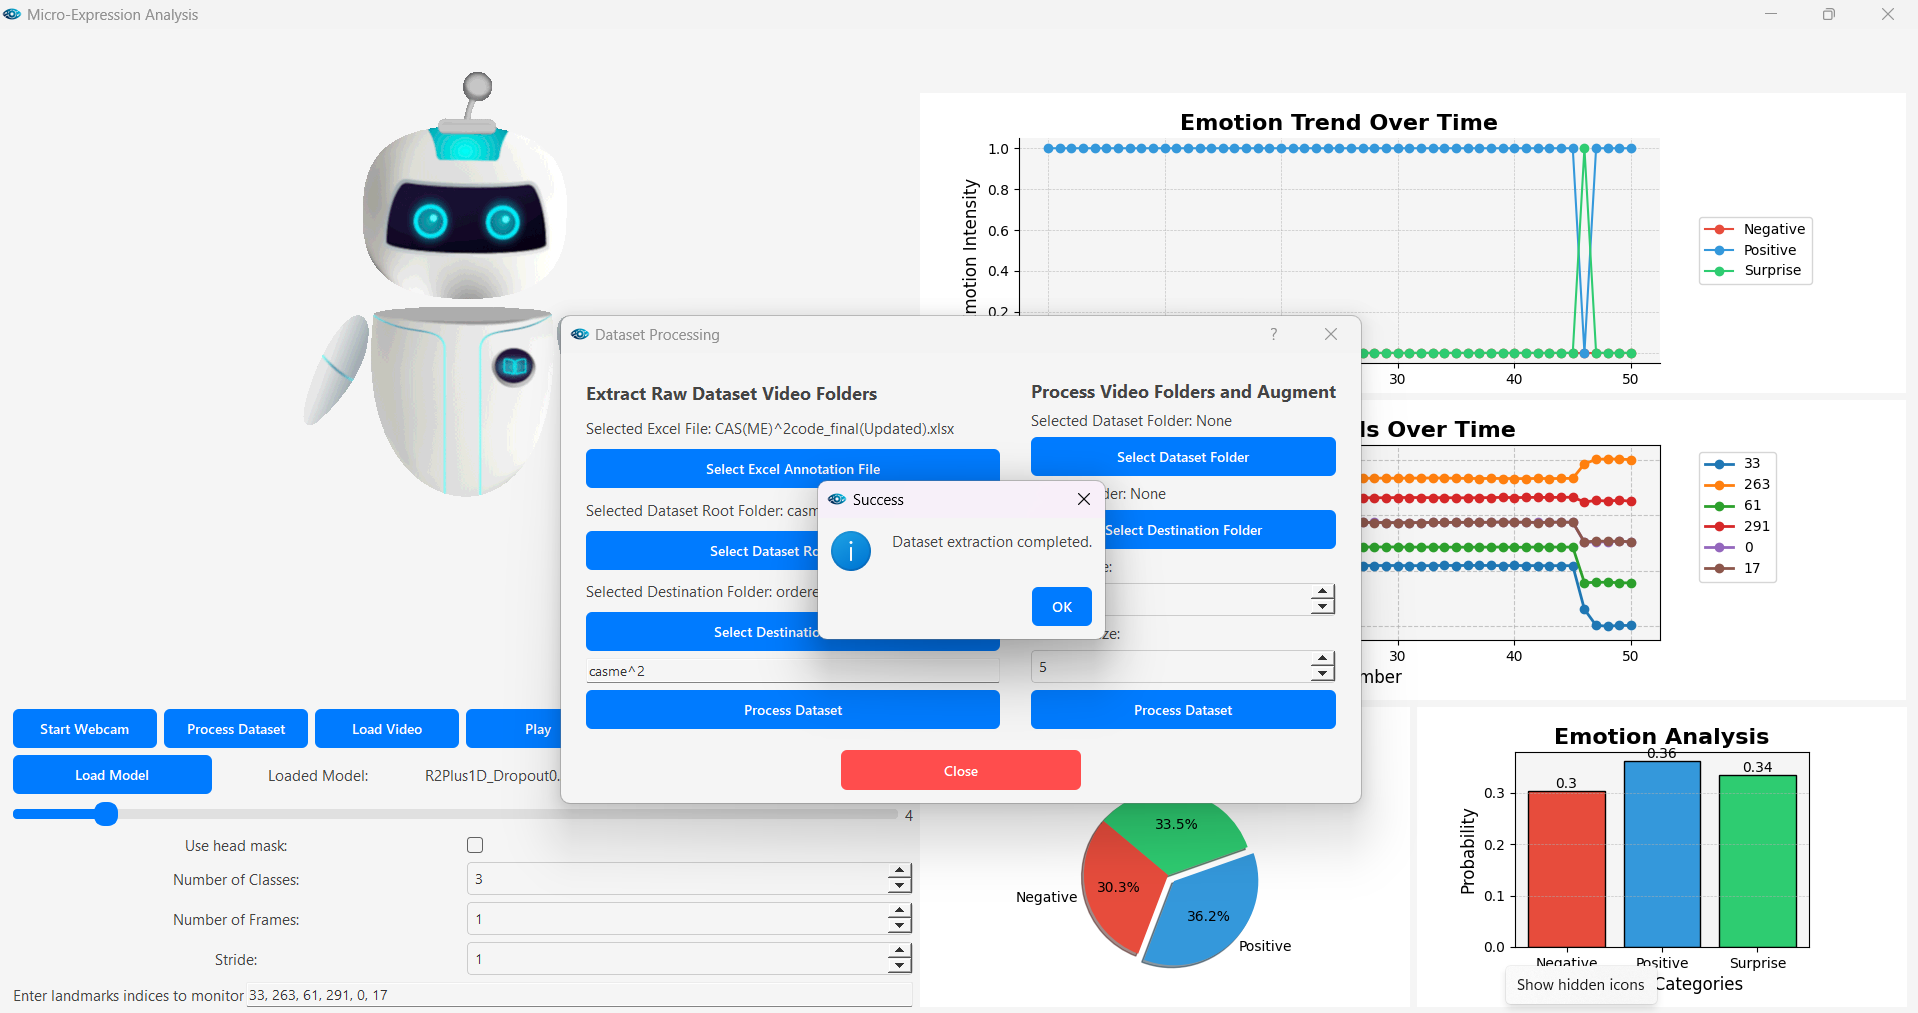 Micro-Expression Analysis
Emotion Trend Over Time
motion Intensity
1.0
0.8
0.6
0.4
0.2
30
40
50
Negative
Positive
Surprise
ls Over Time
30
40
50
mber
33
263
61
291
0
17
Dataset Processing
?
Extract Raw Dataset Video Folders
Selected Excel File: CAS(ME)^2code_final(Updated).xlsx
Select Excel Annotation File
Selected Dataset Root Folder: casm
Select Dataset Ro
Selected Destination Folder: ordere
Select Destinatio
casme^2
Process Dataset
Process Video Folders and Augment
Selected Dataset Folder: None
Select Dataset Folder
der: None
Select Destination Folder
e:
ze:
5
Process Dataset
Close
Success
Dataset extraction completed.
OK
Start Webcam
Process Dataset
Load Video
Play
Load Model
Loaded Model:
R2Plus1D_Dropout0.
4
Use head mask:
Number of Classes:
3
Number of Frames:
1
Stride:
1
Enter landmarks indices to monitor
33, 263, 61, 291, 0, 17
33.5%
30.3%
36.2%
Negative
Positive
Emotion Analysis
Probability
0.3
0.2
0.1
0.0
0.3
0.36
0.34
Negative
Positive
Surprise
Categories
Show hidden icons